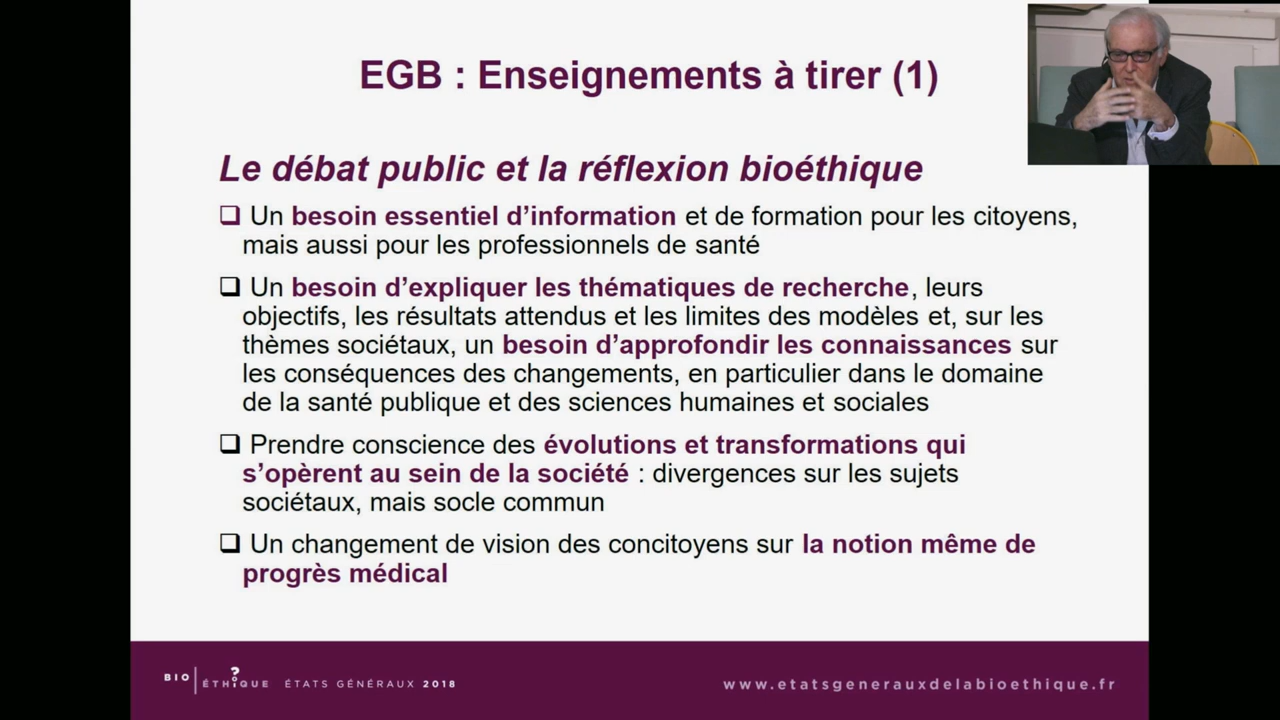 EGB : Enseignements à tirer (1)
Le débat public et la réflexion bioéthique
❑ Un besoin essentiel d’information et de formation pour les citoyens,
mais aussi pour les professionnels de santé
❑ Un besoin d’expliquer les thématiques de recherche, leurs
objectifs, les résultats attendus et les limites des modèles et, sur les
thèmes sociétaux, un besoin d’approfondir les connaissances sur
les conséquences des changements, en particulier dans le domaine
de la santé publique et des sciences humaines et sociales
❑ Prendre conscience des évolutions et transformations qui
s’opèrent au sein de la société : divergences sur les sujets
sociétaux, mais socle commun
❑ Un changement de vision des concitoyens sur la notion même de
progrès médical
BIO ÉTHIQUE ? ÉTATS GÉNÉRAUX 2018
www.etatsgenerauxdelabioethique.fr